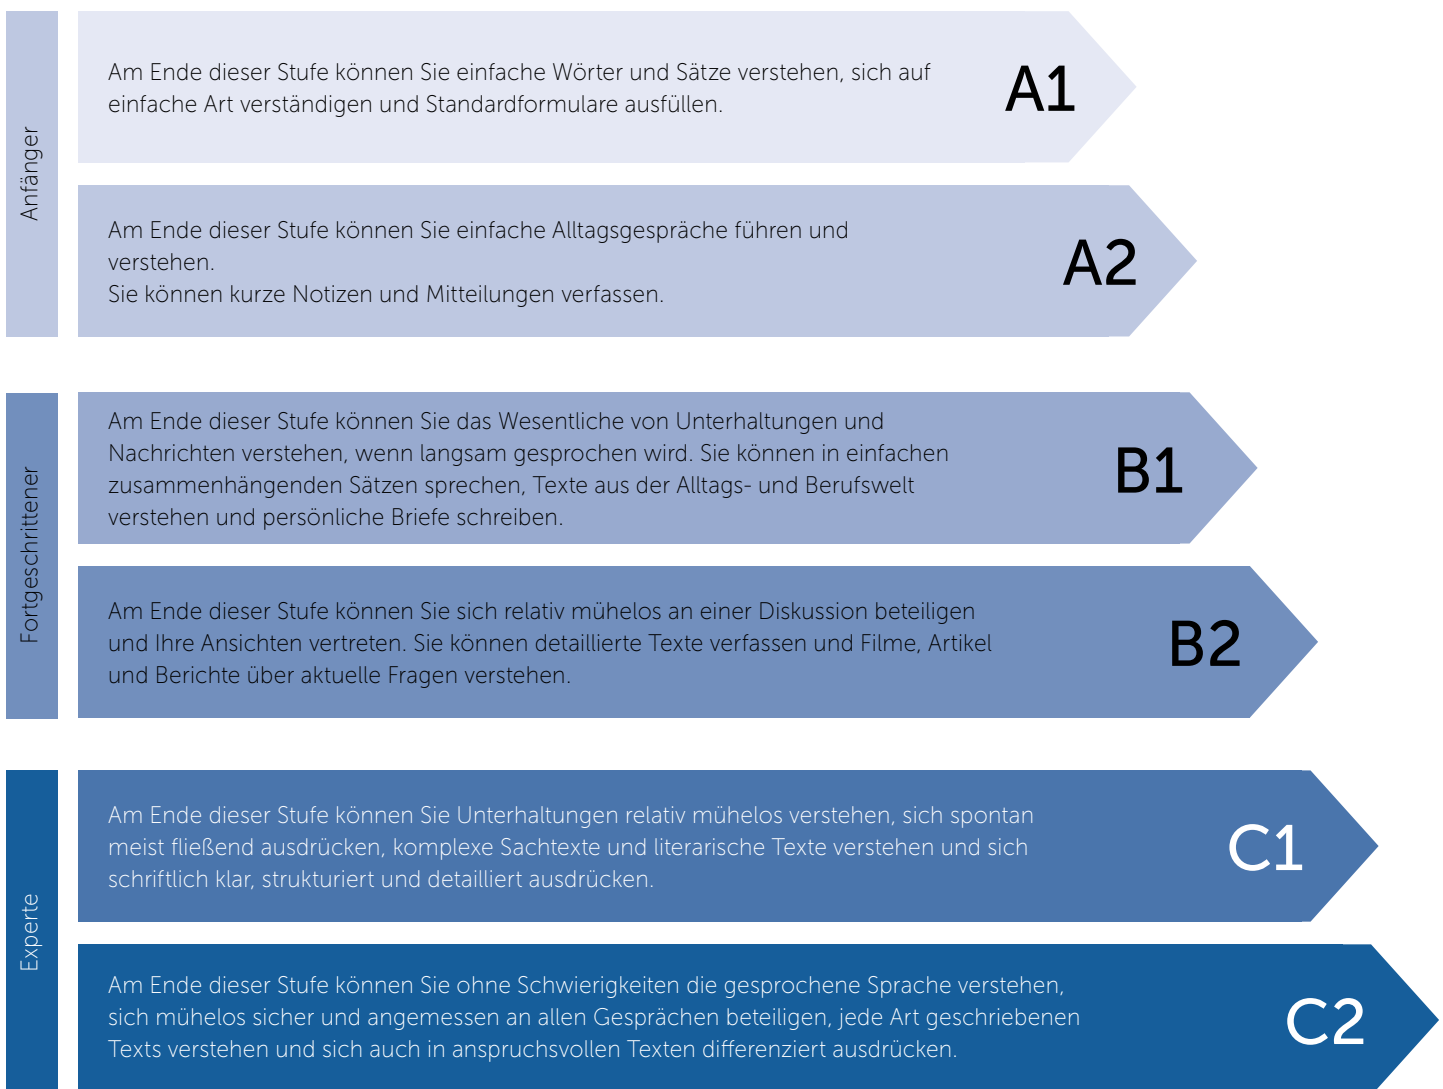 Anfänger
Am Ende dieser Stufe können Sie einfache Wörter und Sätze verstehen, sich auf
einfache Art verständigen und Standardformulare ausfüllen.
A1
Am Ende dieser Stufe können Sie einfache Alltagsgespräche führen und
verstehen.
Sie können kurze Notizen und Mitteilungen verfassen.
A2
Fortgeschrittener
Am Ende dieser Stufe können Sie das Wesentliche von Unterhaltungen und
Nachrichten verstehen, wenn langsam gesprochen wird. Sie können in einfachen
zusammenhängenden Sätzen sprechen, Texte aus der Alltags- und Berufswelt
verstehen und persönliche Briefe schreiben.
B1
Am Ende dieser Stufe können Sie sich relativ mühelos an einer Diskussion beteiligen
und Ihre Ansichten vertreten. Sie können detaillierte Texte verfassen und Filme, Artikel
und Berichte über aktuelle Fragen verstehen.
B2
Experte
Am Ende dieser Stufe können Sie Unterhaltungen relativ mühelos verstehen, sich spontan
meist fließend ausdrücken, komplexe Sachtexte und literarische Texte verstehen und sich
schriftlich klar, strukturiert und detailliert ausdrücken.
C1
Am Ende dieser Stufe können Sie ohne Schwierigkeiten die gesprochene Sprache verstehen,
sich mühelos sicher und angemessen an allen Gesprächen beteiligen, jede Art geschriebenen
Texts verstehen und sich auch in anspruchsvollen Texten differenziert ausdrücken.
C2